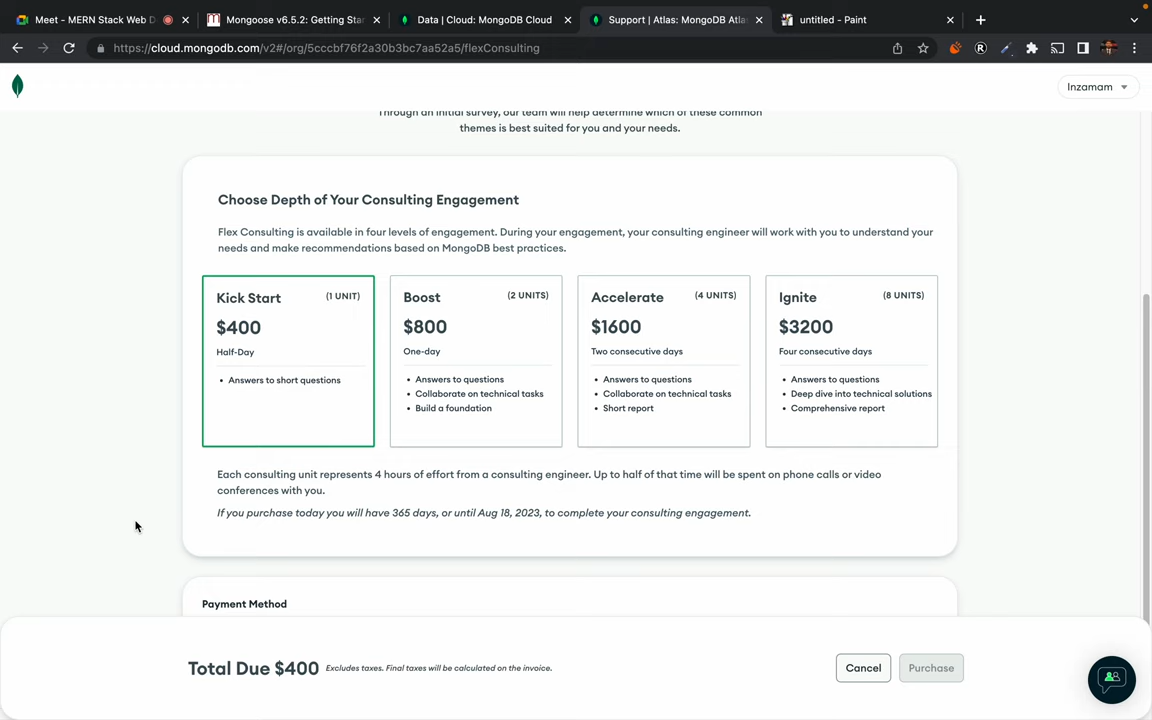 Meet - MERN Stack Web D
Mongoose v6.5.2: Getting Sta
Data | Cloud: MongoDB Cloud
Support | Atlas: MongoDB Atla
untitled - Paint
https://cloud.mongodb.com/v2#/org/5cccbf76f2a30b3bc7aa52a5/flexConsulting
Inzamam
Through an initial survey, our team will help determine which of these common
themes is best suited for you and your needs.
Choose Depth of Your Consulting Engagement
Flex Consulting is available in four levels of engagement. During your engagement, your consulting engineer will work with you to understand your
needs and make recommendations based on MongoDB best practices.
Kick Start (1 UNIT)
$400
Half-Day
• Answers to short questions
Boost (2 UNITS)
$800
One-day
• Answers to questions
• Collaborate on technical tasks
• Build a foundation
Accelerate (4 UNITS)
$1600
Two consecutive days
• Answers to questions
• Collaborate on technical tasks
• Short report
Ignite (8 UNITS)
$3200
Four consecutive days
• Answers to questions
• Deep dive into technical solutions
• Comprehensive report
Each consulting unit represents 4 hours of effort from a consulting engineer. Up to half of that time will be spent on phone calls or video
conferences with you.
If you purchase today you will have 365 days, or until Aug 18, 2023, to complete your consulting engagement.
Payment Method
Total Due $400 Excludes taxes. Final taxes will be calculated on the invoice.
Cancel
Purchase